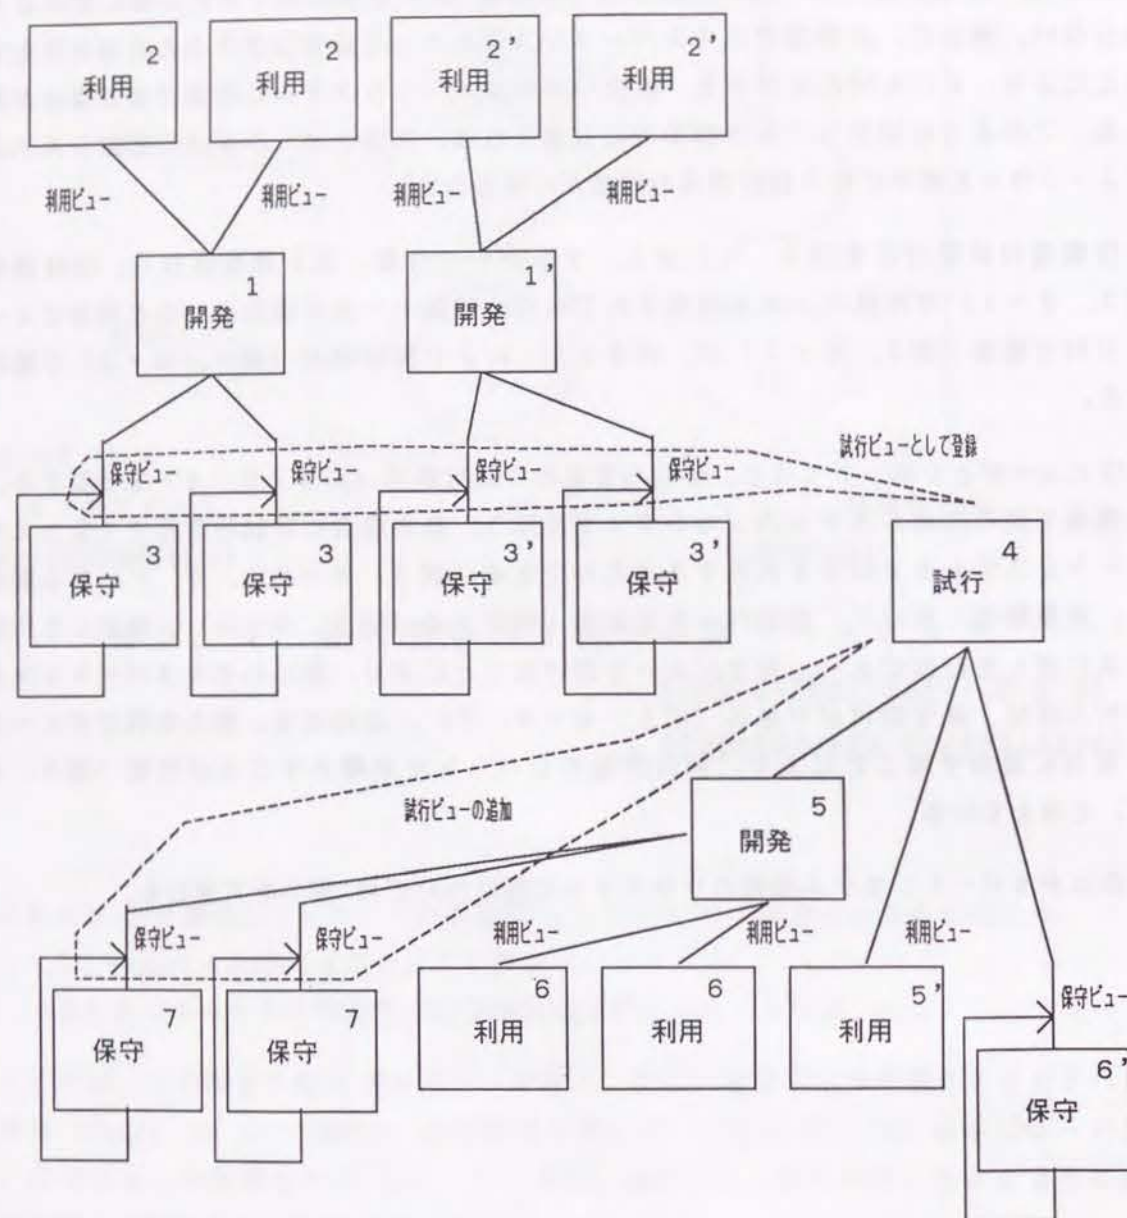 2
利用
2
利用
2'
利用
2'
利用
利用ビュー
利用ビュー
利用ビュー
利用ビュー
1
開発
1'
開発
試行ビューとして登録
保守ビュー
保守ビュー
保守ビュー
保守ビュー
3
保守
3
保守
3'
保守
3'
保守
4
試行
試行ビューの追加
5
開発
保守ビュー
保守ビュー
利用ビュー
利用ビュー
利用ビュー
7
保守
7
保守
6
利用
6
利用
5'
利用
保守ビュー
6'
保守